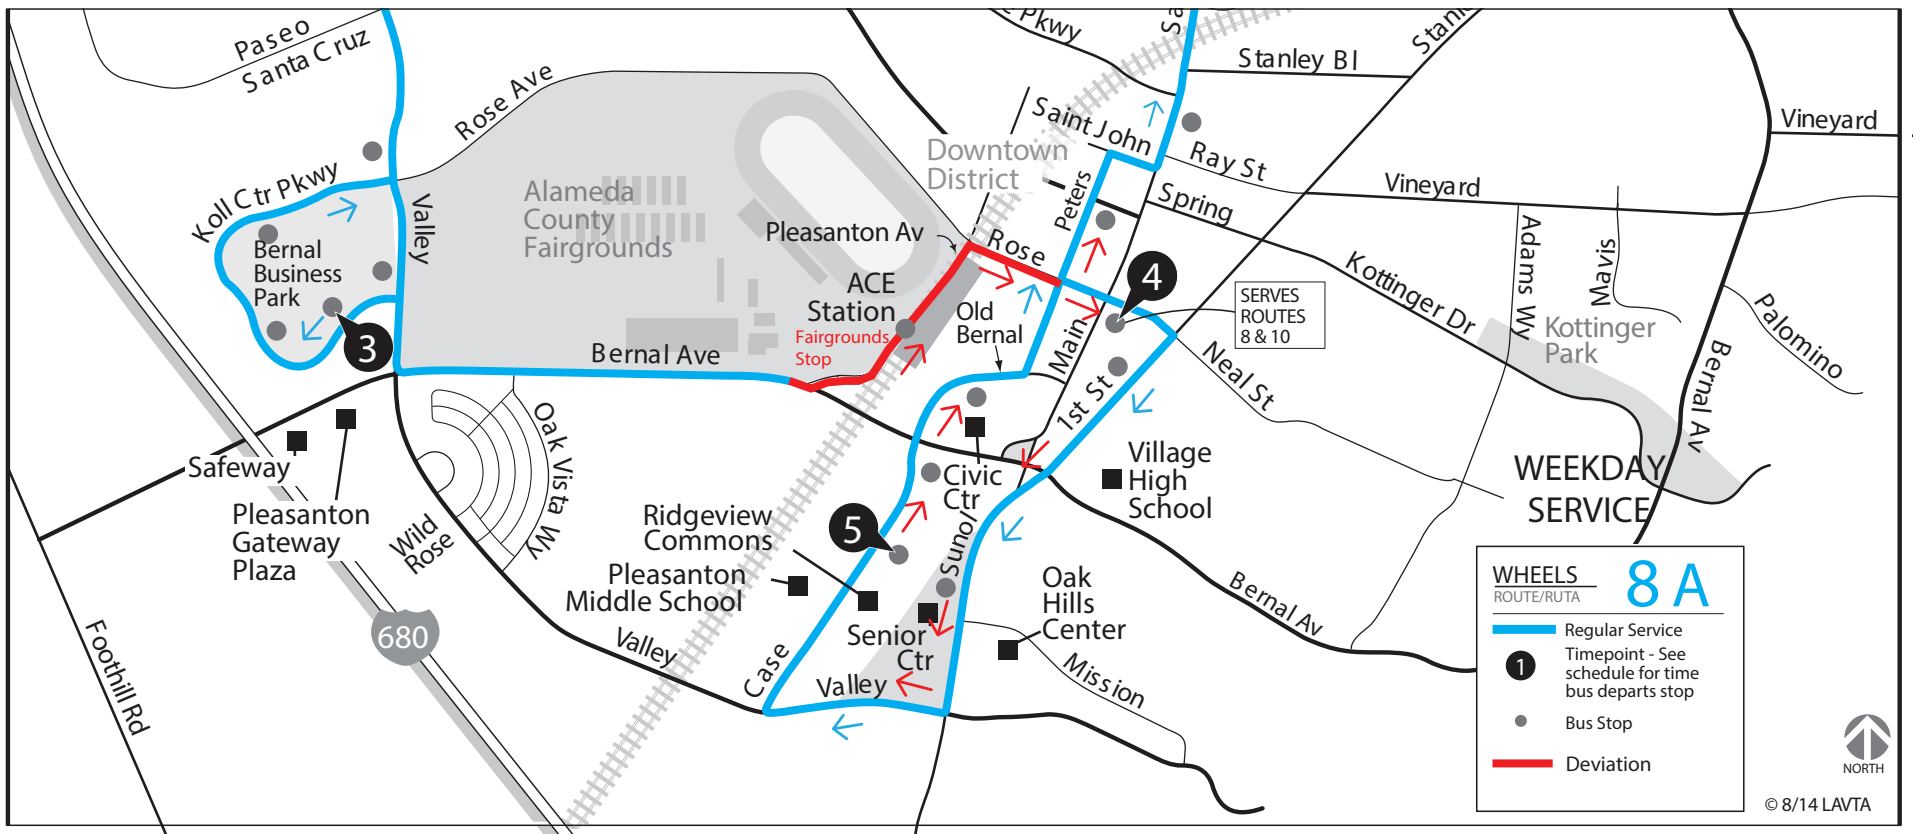 Paseo
Santa Cruz
Rose Ave
Pkwy
Stanley Bl
Saint John
Ray St
Vineyard
Vineyard
Downtown
District
Koll Ctr Pkwy
Valley
Alameda
County
Fairgrounds
Pleasanton Av
Rose
Peters
Spring
Adams Wy
Mavis
Bernal
Business
Park
3
ACE
Station
Fairgrounds
Stop
Old
Bernal
Main
4
SERVES
ROUTES
8 & 10
Kottinger Dr
Kottinger
Park
Palomino
Bernal Av
Bernal Ave
Neal St
1st St
Oak Vista Wy
Safeway
Pleasanton
Gateway
Plaza
Wild
Rose
Civic
Ctr
Village
High
School
WEEKDAY
SERVICE
Ridgeview
Commons
5
Sunol
Pleasanton
Middle School
Oak
Hills
Center
Bernal Av
680
Foothill Rd
Valley
Case
Senior
Ctr
Valley
Mission
WHEELS
ROUTE/RUTA
8 A
Regular Service
1
Timepoint - See
schedule for time
bus departs stop
Bus Stop
Deviation
NORTH
© 8/14 LAVTA